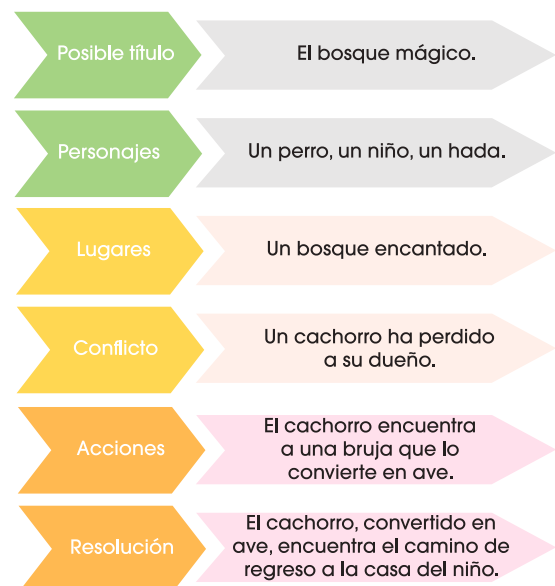 Posible título
El bosque mágico.
Personajes
Un perro, un niño, un hada.
Lugares
Un bosque encantado.
Conflicto
Un cachorro ha perdido
a su dueño.
Acciones
El cachorro encuentra
a una bruja que lo
convierte en ave.
Resolución
El cachorro, convertido en
ave, encuentra el camino de
regreso a la casa del niño.